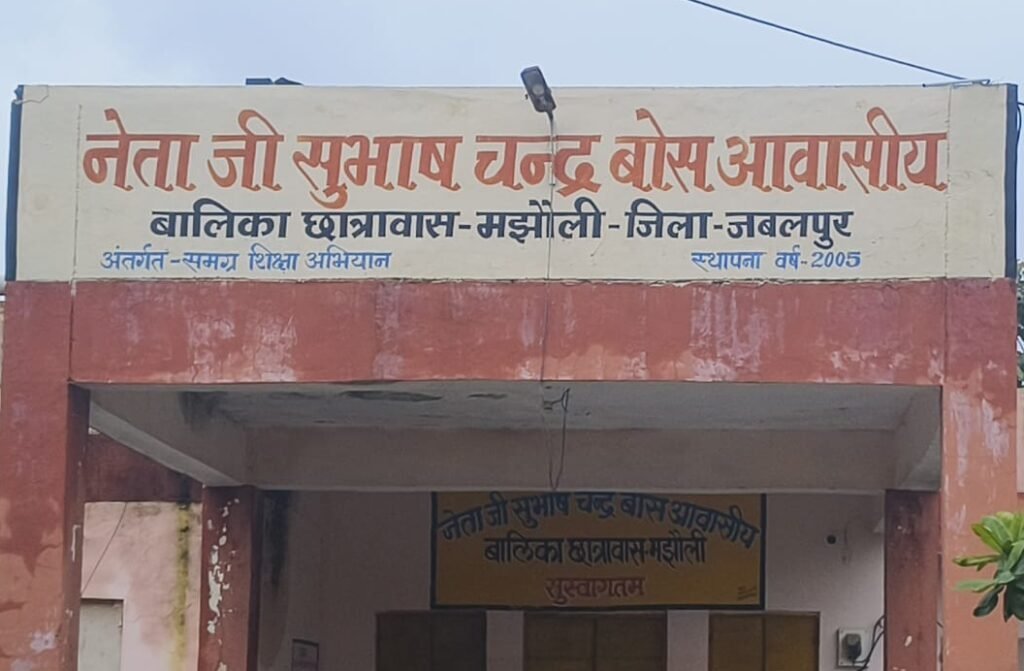 नेता जी सुभाष चन्द्र बोस आवासीय
बालिका छात्रावास-मझौली-जिला-जबलपुर
अंतर्गत-समग्र शिक्षा अभियान
स्थापना वर्ष-2005
नेता जी सुभाष चन्द्र बोस आवासीय
बालिका छात्रावास-मझौली
सुस्वागतम